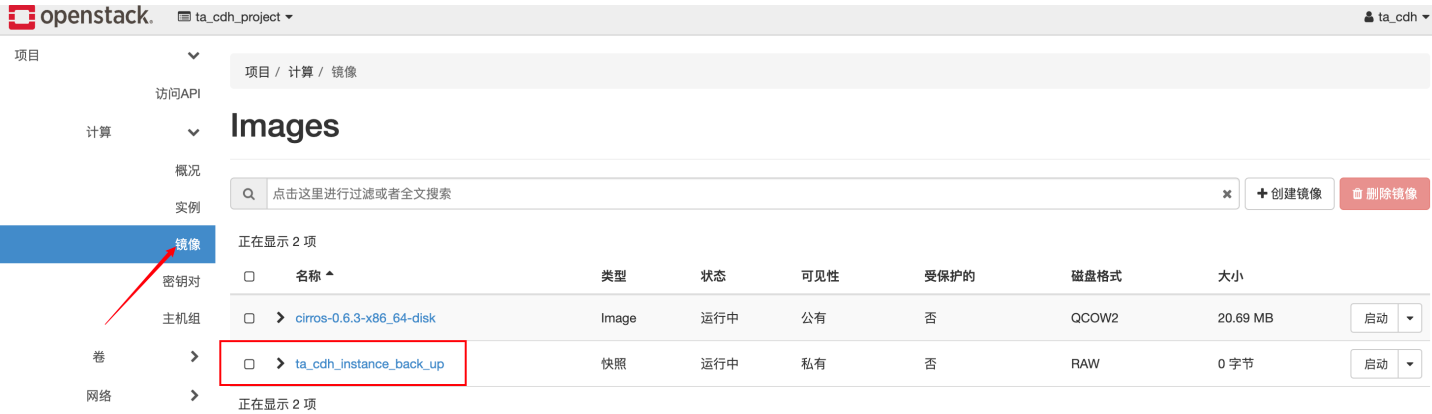 openstack. ta_cdh_project ta_cdh
项目
项目 / 计算 / 镜像
访问API
计算
Images
概况
点击这里进行过滤或者全文搜索 创建镜像 删除镜像
实例
正在显示 2 项
镜像
名称 类型 状态 可见性 受保护的 磁盘格式 大小
密钥对
cirros-0.6.3-x86_64-disk Image 运行中 公有 否 QCOW2 20.69 MB 启动
主机组
卷
ta_cdh_instance_back_up 快照 运行中 私有 否 RAW 0 字节 启动
网络
正在显示 2 项